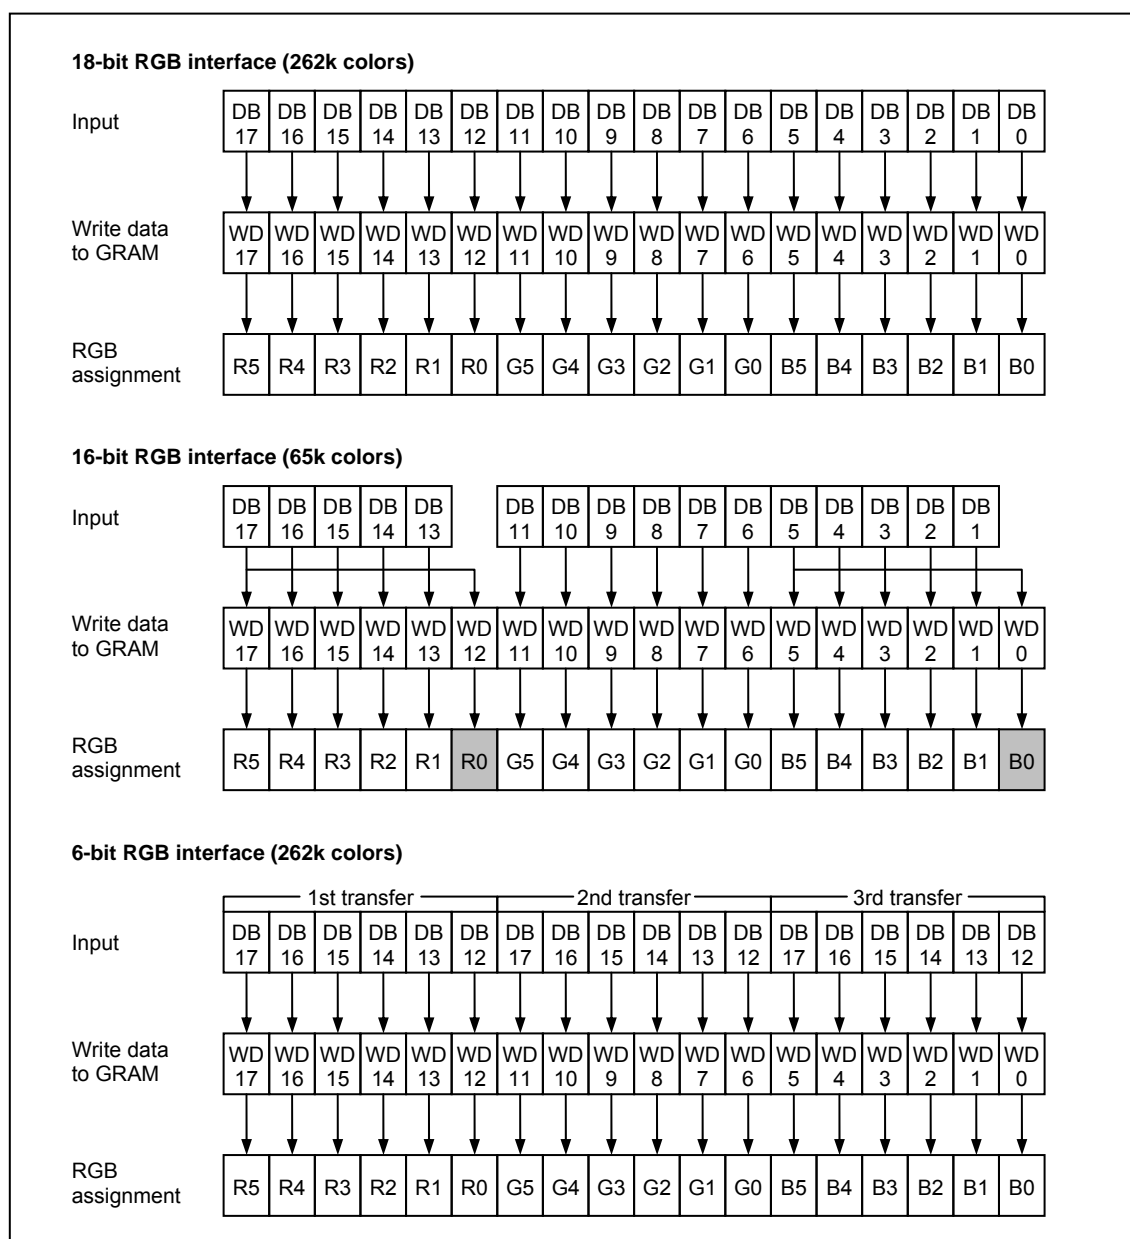 18-bit RGB interface (262k colors)
Input
DB DB DB DB DB DB DB DB DB DB DB DB DB DB DB DB DB DB
17 16 15 14 13 12 11 10 9 8 7 6 5 4 3 2 1 0
Write data
to GRAM
WD WD WD WD WD WD WD WD WD WD WD WD WD WD WD WD WD WD
17 16 15 14 13 12 11 10 9 8 7 6 5 4 3 2 1 0
RGB
assignment
R5 R4 R3 R2 R1 R0 G5 G4 G3 G2 G1 G0 B5 B4 B3 B2 B1 B0
16-bit RGB interface (65k colors)
Input
DB DB DB DB DB DB DB DB DB DB DB DB DB DB DB DB
17 16 15 14 13 11 10 9 8 7 6 5 4 3 2 1
Write data
to GRAM
WD WD WD WD WD WD WD WD WD WD WD WD WD WD WD WD WD WD
17 16 15 14 13 12 11 10 9 8 7 6 5 4 3 2 1 0
RGB
assignment
R5 R4 R3 R2 R1 R0 G5 G4 G3 G2 G1 G0 B5 B4 B3 B2 B1 B0
6-bit RGB interface (262k colors)
1st transfer 2nd transfer 3rd transfer
Input
DB DB DB DB DB DB DB DB DB DB DB DB DB DB DB DB DB DB
17 16 15 14 13 12 17 16 15 14 13 12 17 16 15 14 13 12
Write data
to GRAM
WD WD WD WD WD WD WD WD WD WD WD WD WD WD WD WD WD WD
17 16 15 14 13 12 11 10 9 8 7 6 5 4 3 2 1 0
RGB
assignment
R5 R4 R3 R2 R1 R0 G5 G4 G3 G2 G1 G0 B5 B4 B3 B2 B1 B0